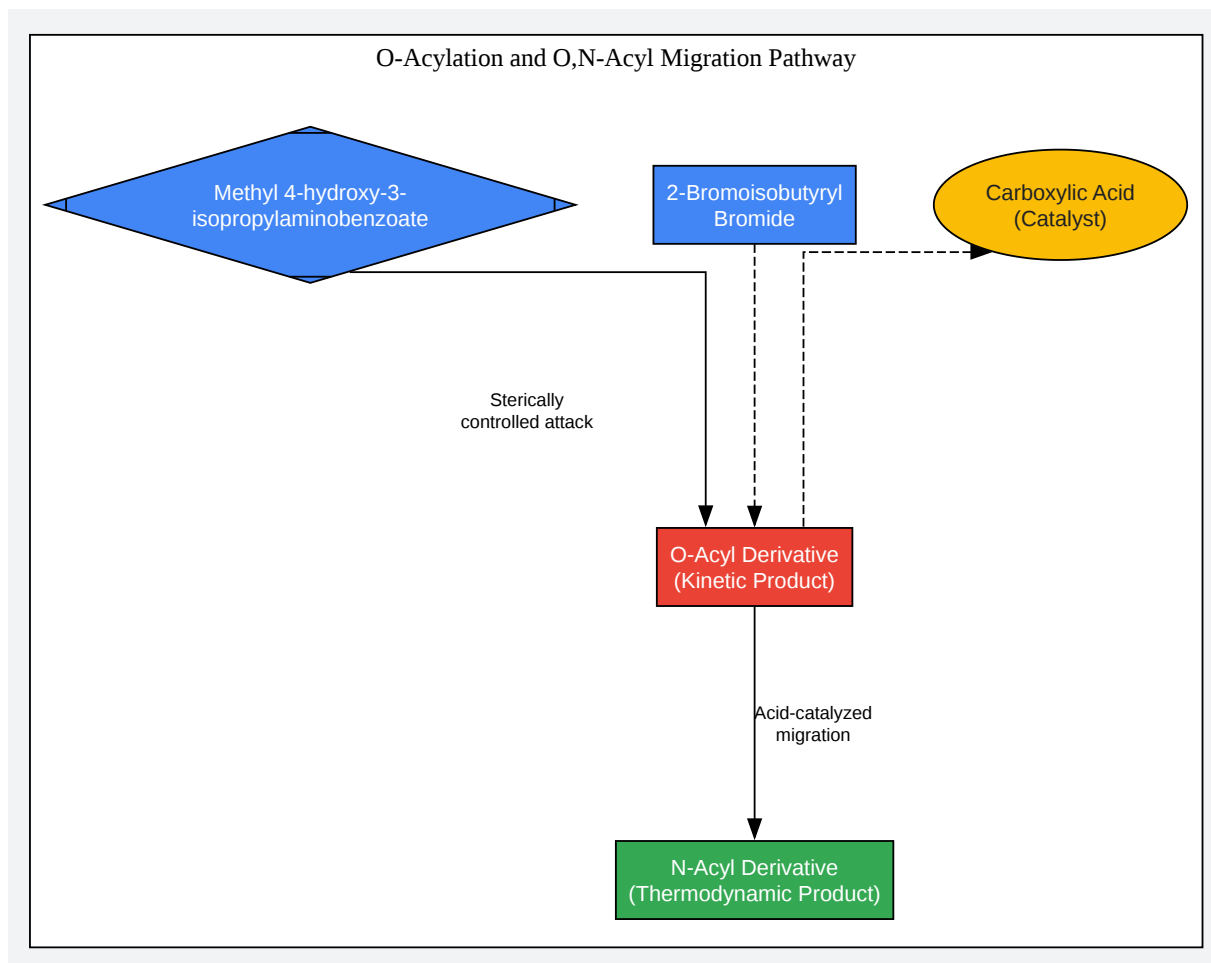 O-Acylation and O,N-Acyl Migration Pathway
Methyl 4-hydroxy-3-
isopropylaminobenzoate
2-Bromoisobutyryl
Bromide
Carboxylic Acid
(Catalyst)
Sterically
controlled attack
O-Acyl Derivative
(Kinetic Product)
Acid-catalyzed
migration
N-Acyl Derivative
(Thermodynamic Product)